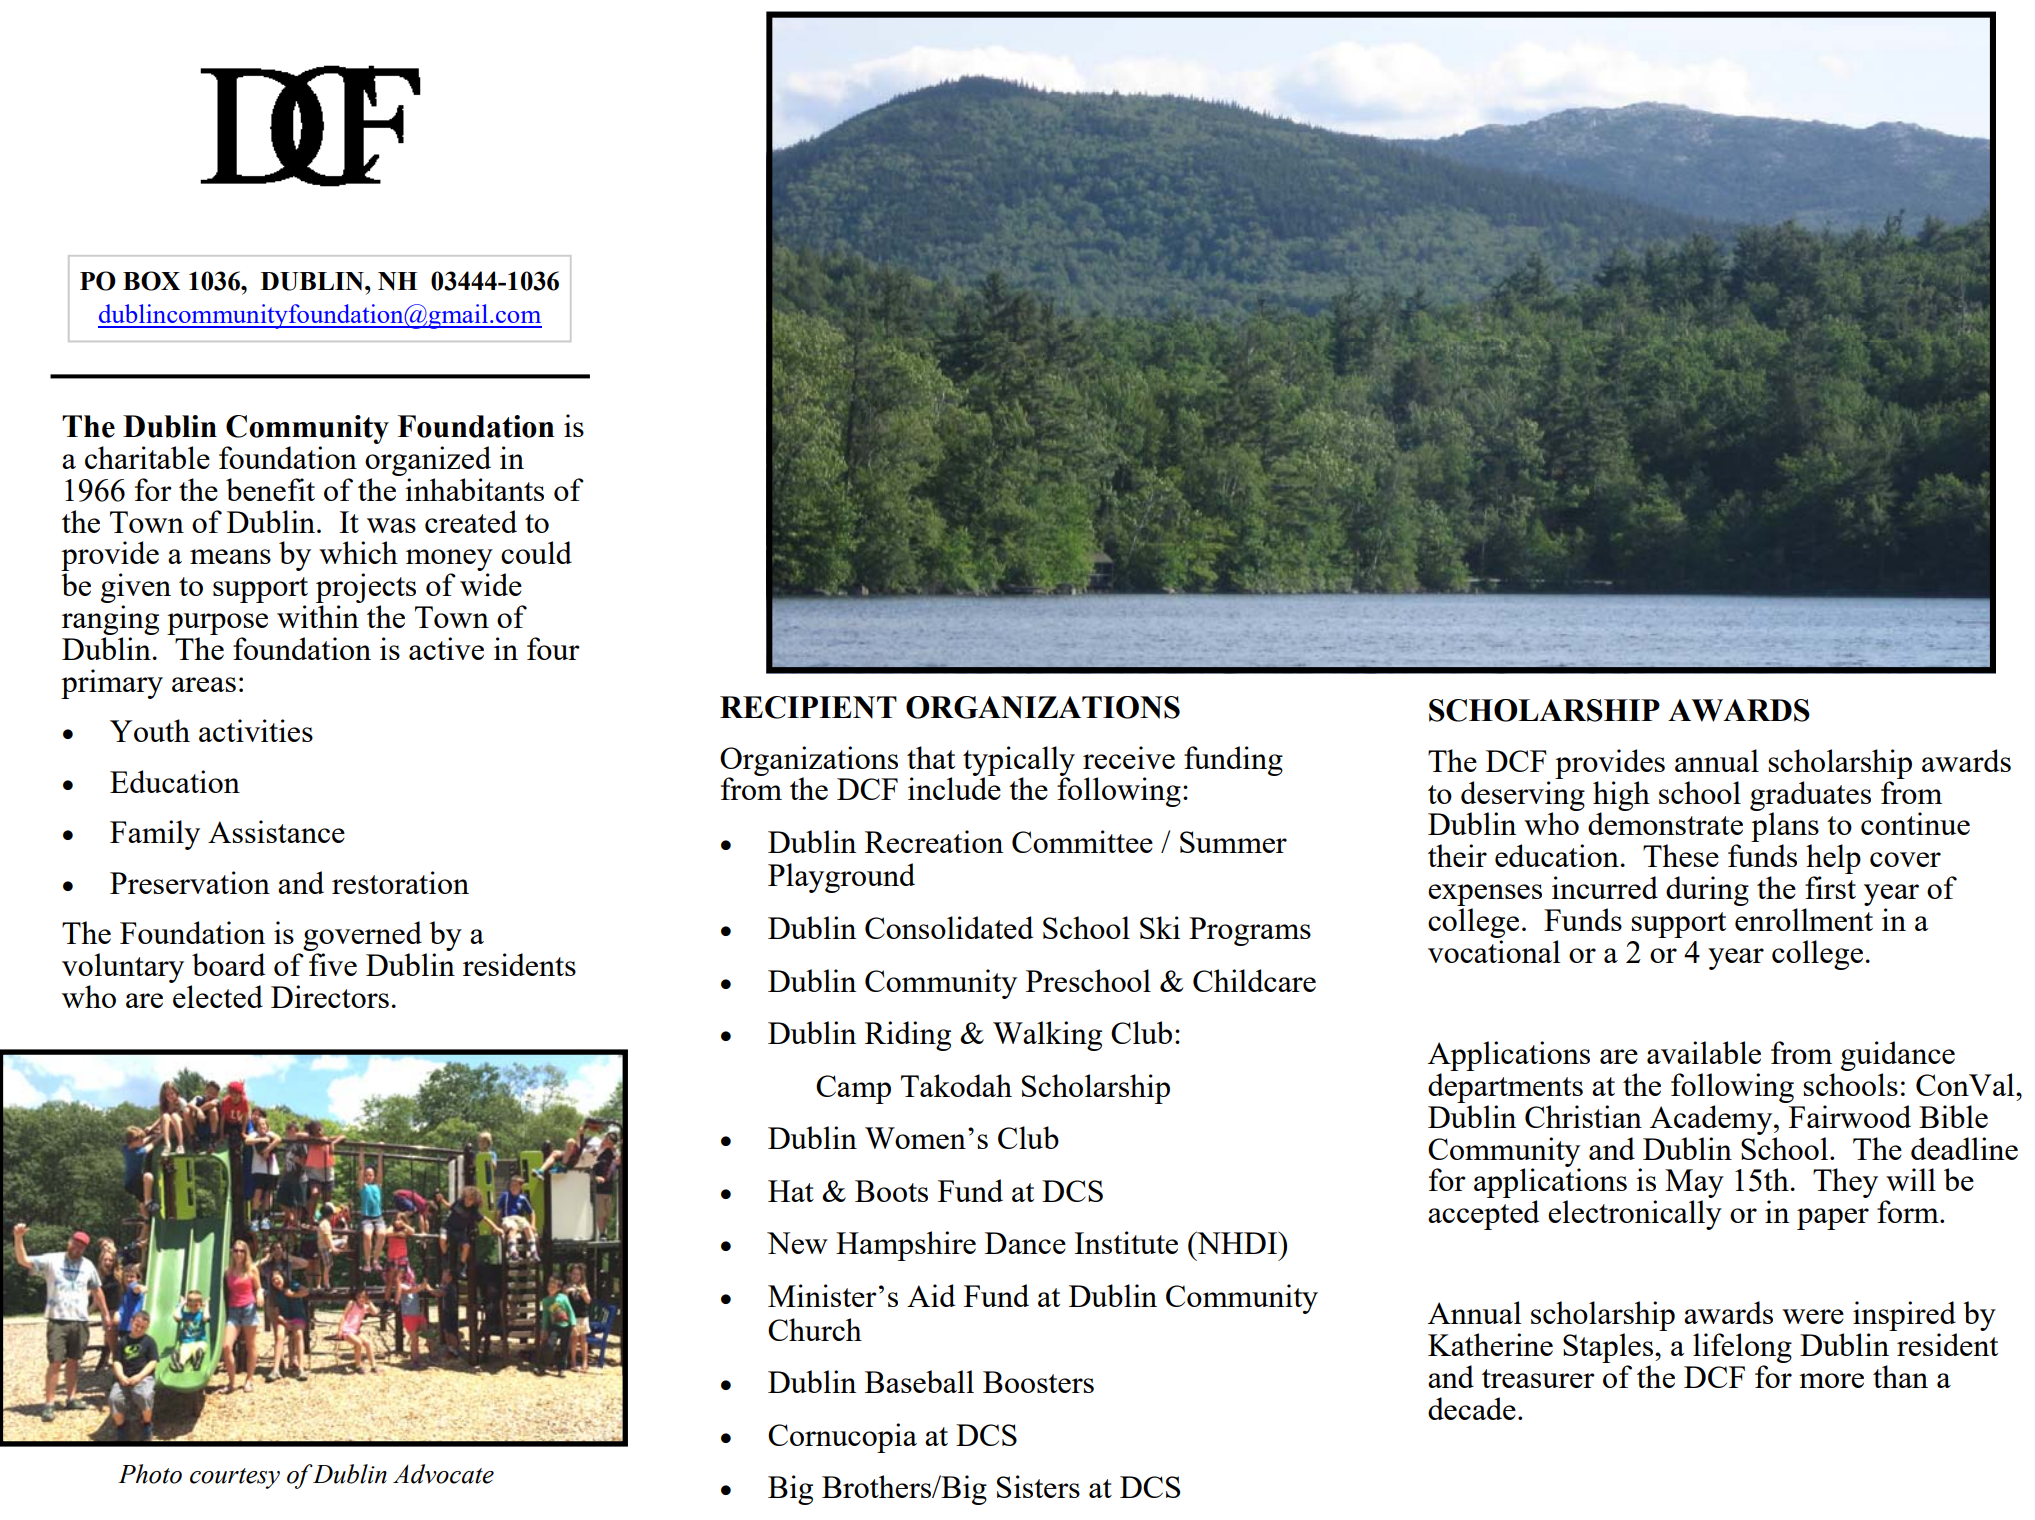 DCF
PO BOX 1036,  DUBLIN, NH  03444-1036
dublincommunityfoundation@gmail.com
The Dublin Community Foundation is
a charitable foundation organized in
1966 for the benefit of the inhabitants of
the Town of Dublin.  It was created to
provide a means by which money could
be given to support projects of wide
ranging purpose within the Town of
Dublin.  The foundation is active in four
primary areas:
• Youth activities
• Education
• Family Assistance
• Preservation and restoration
The Foundation is governed by a
voluntary board of five Dublin residents
who are elected Directors.
Photo courtesy of Dublin Advocate
RECIPIENT ORGANIZATIONS
Organizations that typically receive funding
from the DCF include the following:
• Dublin Recreation Committee / Summer
Playground
• Dublin Consolidated School Ski Programs
• Dublin Community Preschool & Childcare
• Dublin Riding & Walking Club:
Camp Takodah Scholarship
• Dublin Women’s Club
• Hat & Boots Fund at DCS
• New Hampshire Dance Institute (NHDI)
• Minister’s Aid Fund at Dublin Community
Church
• Dublin Baseball Boosters
• Cornucopia at DCS
• Big Brothers/Big Sisters at DCS
SCHOLARSHIP AWARDS
The DCF provides annual scholarship awards
to deserving high school graduates from
Dublin who demonstrate plans to continue
their education.  These funds help cover
expenses incurred during the first year of
college.  Funds support enrollment in a
vocational or a 2 or 4 year college.
Applications are available from guidance
departments at the following schools: ConVal,
Dublin Christian Academy, Fairwood Bible
Community and Dublin School.  The deadline
for applications is May 15th.  They will be
accepted electronically or in paper form.
Annual scholarship awards were inspired by
Katherine Staples, a lifelong Dublin resident
and treasurer of the DCF for more than a
decade.